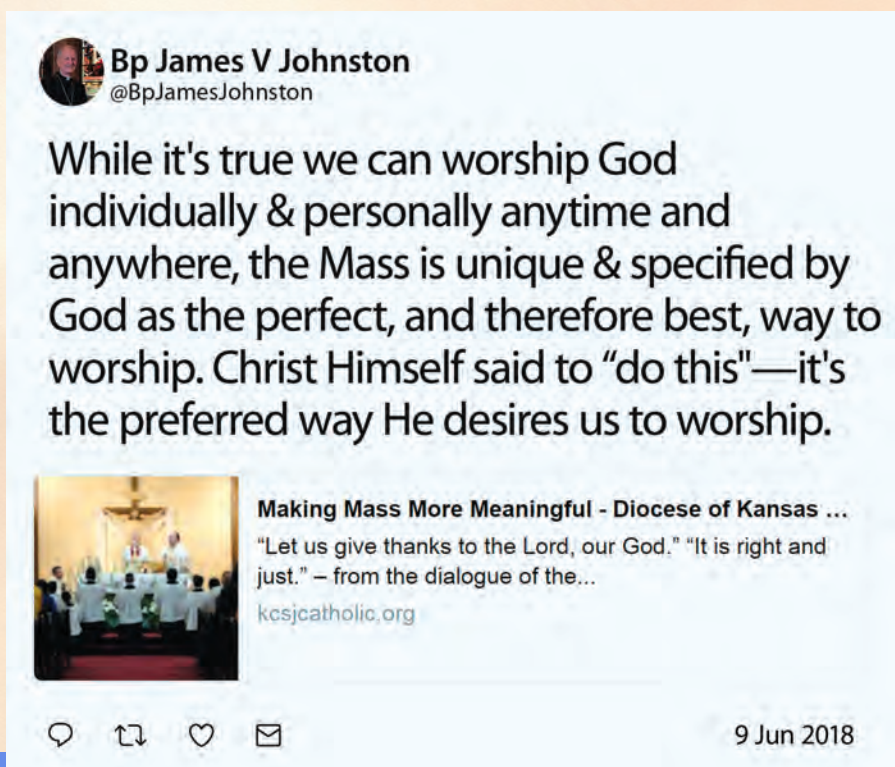 Bp James V Johnston
@BpJamesJohnston
While it's true we can worship God
individually & personally anytime and
anywhere, the Mass is unique & specified by
God as the perfect, and therefore best, way to
worship. Christ Himself said to “do this"—it's
the preferred way He desires us to worship.
Making Mass More Meaningful - Diocese of Kansas ...
“Let us give thanks to the Lord, our God.” “It is right and
just.” – from the dialogue of the...
kcsjcatholic.org
9 Jun 2018